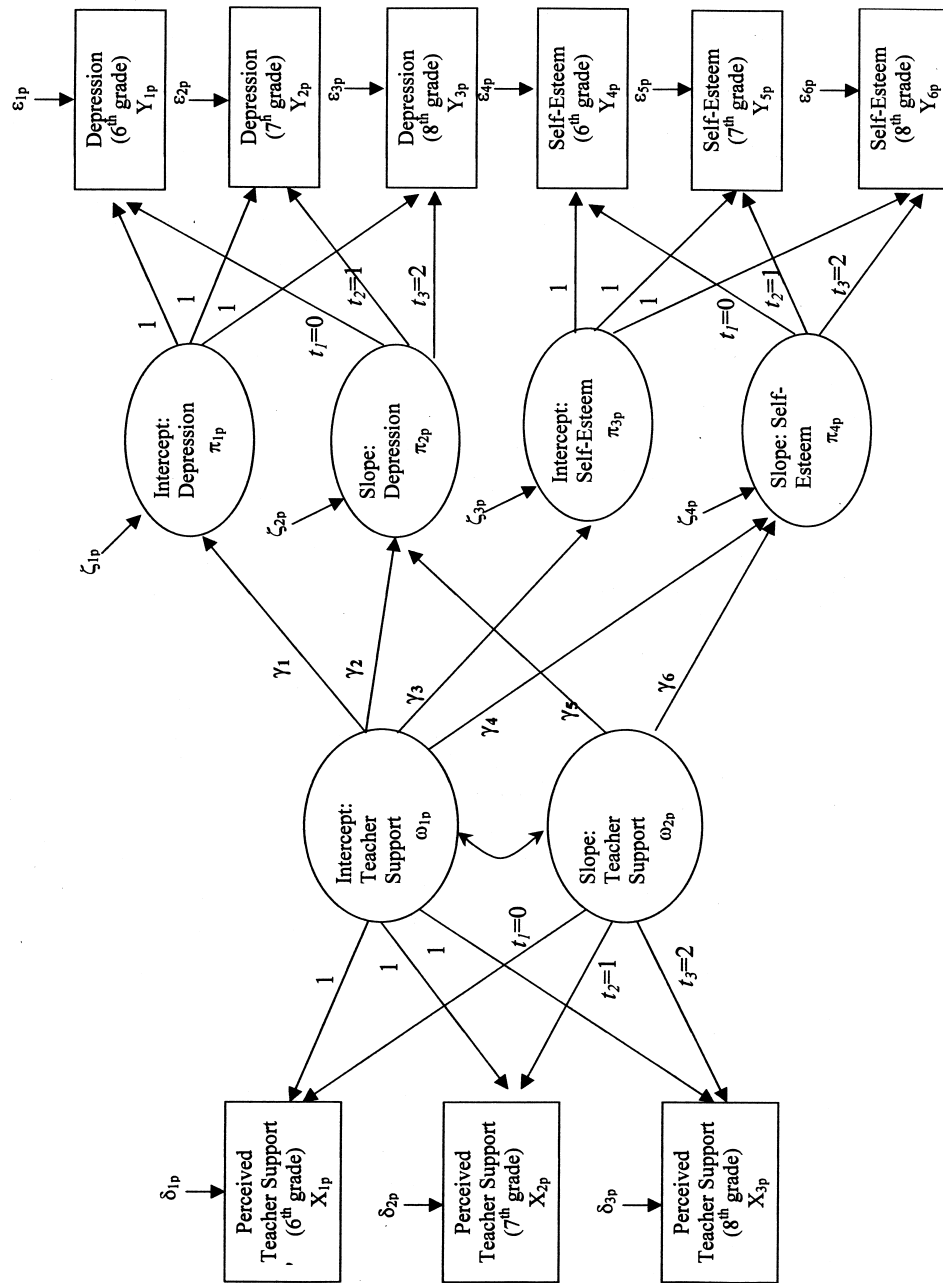 δ1p
Perceived
Teacher Support
(6th grade)
X1p
δ2p
Perceived
Teacher Support
(7th grade)
X2p
δ3p
Perceived
Teacher Support
(8th grade)
X3p
1
1
1
t1=0
t2=1
t3=2
Intercept:
Teacher
Support ω1p
Slope:
Teacher
Support ω2p
γ1
γ2
γ3
γ4
γ5
γ6
ζ1p
Intercept:
Depression
π1p
ζ2p
Slope:
Depression
π2p
ζ3p
Intercept:
Self-Esteem
π3p
ζ4p
Slope: Self-
Esteem
π4p
1
1
1
t1=0
t2=1
t3=2
1
1
1
t1=0
t2=1
t3=2
ε1p
Depression
((6th grade)
Y1p
ε2p
Depression
(7th grade)
Y2p
ε3p
Depression
(8th grade)
Y3p
ε4p
Self-Esteem
(6th grade)
Y4p
ε5p
Self-Esteem
(7th grade)
Y5p
ε6p
Self-Esteem
(8th grade)
Y6p